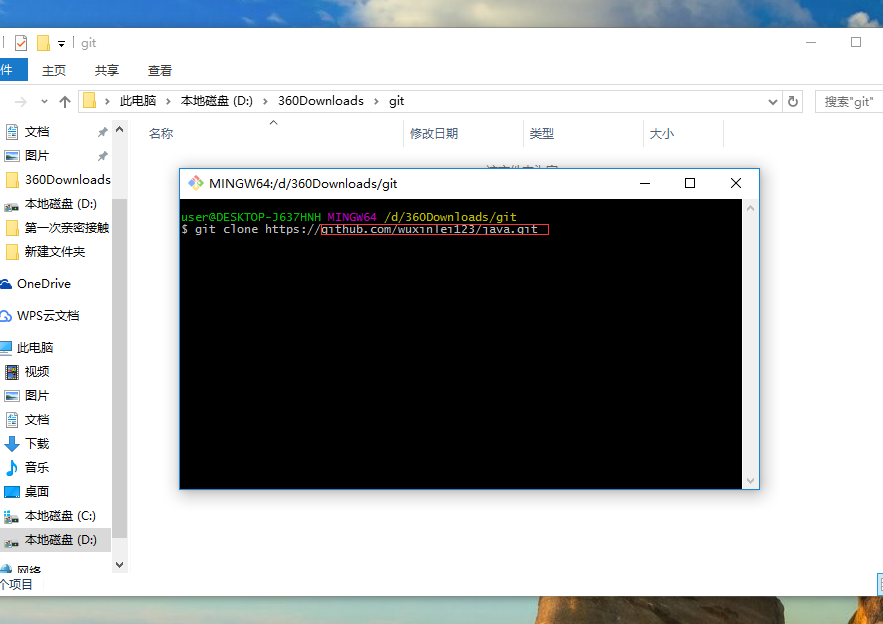 git
件 主页 共享 查看
此电脑 本地磁盘 (D:) 360Downloads git
搜索"git"
名称 修改日期 类型 大小
文档
图片
360Downloads
本地磁盘 (D:)
第一次亲密接触
新建文件夹
OneDrive
WPS云文档
此电脑
视频
图片
文档
下载
音乐
桌面
本地磁盘 (C:)
本地磁盘 (D:)
网络
个项目
MINGW64:/d/360Downloads/git
user@DESKTOP-J637HNH MINGW64 /d/360Downloads/git
$ git clone https://github.com/wuxinlei123/java.git